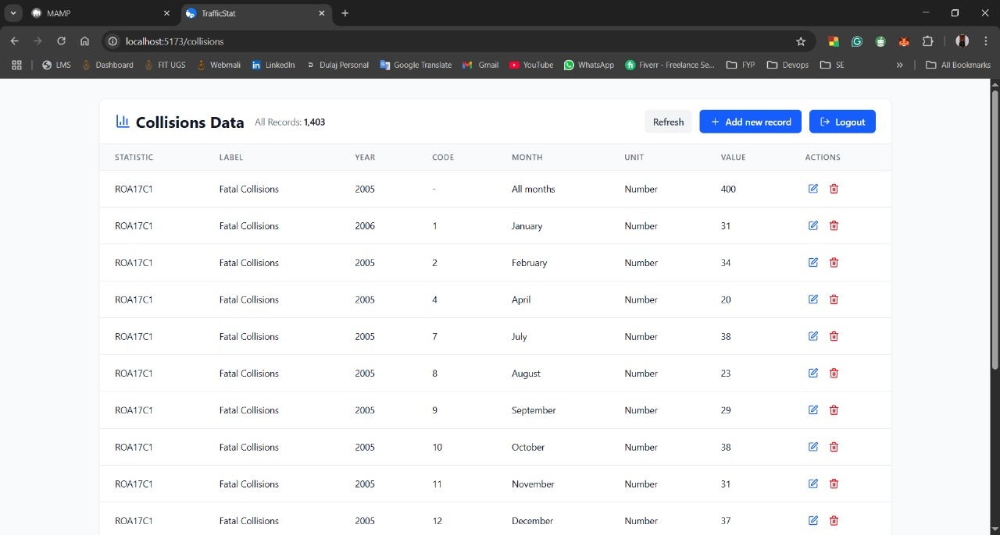 MAMP
TrafficStat
localhost:5173/collisions
LMS Dashboard FIT UGS Webmali LinkedIn Dulaj Personal Google Translate Gmail YouTube WhatsApp Fiverr - Freelance Se... FYP Devops SE » All Bookmarks
Collisions Data All Records: 1,403 Refresh + Add new record Logout
STATISTIC LABEL YEAR CODE MONTH UNIT VALUE ACTIONS
ROA17C1 Fatal Collisions 2005 - All months Number 400
ROA17C1 Fatal Collisions 2006 1 January Number 31
ROA17C1 Fatal Collisions 2005 2 February Number 34
ROA17C1 Fatal Collisions 2005 4 April Number 20
ROA17C1 Fatal Collisions 2005 7 July Number 38
ROA17C1 Fatal Collisions 2005 8 August Number 23
ROA17C1 Fatal Collisions 2005 9 September Number 29
ROA17C1 Fatal Collisions 2005 10 October Number 38
ROA17C1 Fatal Collisions 2005 11 November Number 31
ROA17C1 Fatal Collisions 2005 12 December Number 37